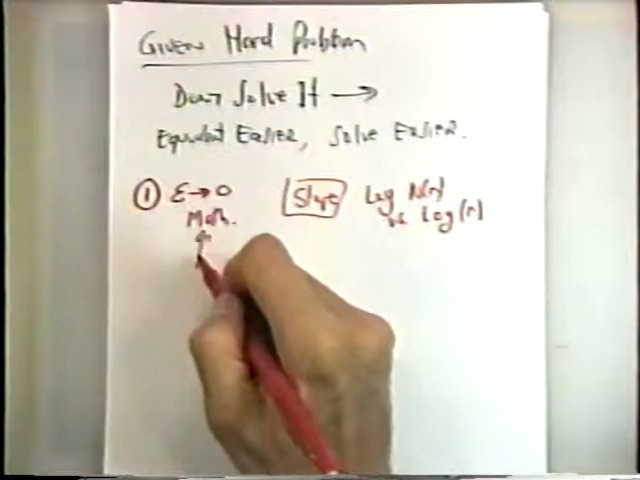 Given Hard Problem
Don't Solve It →
Equivalent Easier, Solve Easier.
① ε→0 Slope Log N(r)
Math. vs Log(r)